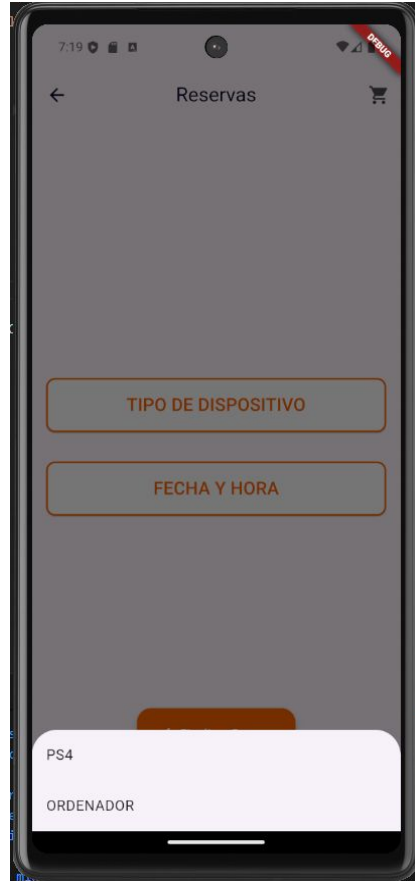 7:19
DEBUG
Reservas
TIPO DE DISPOSITIVO
FECHA Y HORA
PS4
ORDENADOR